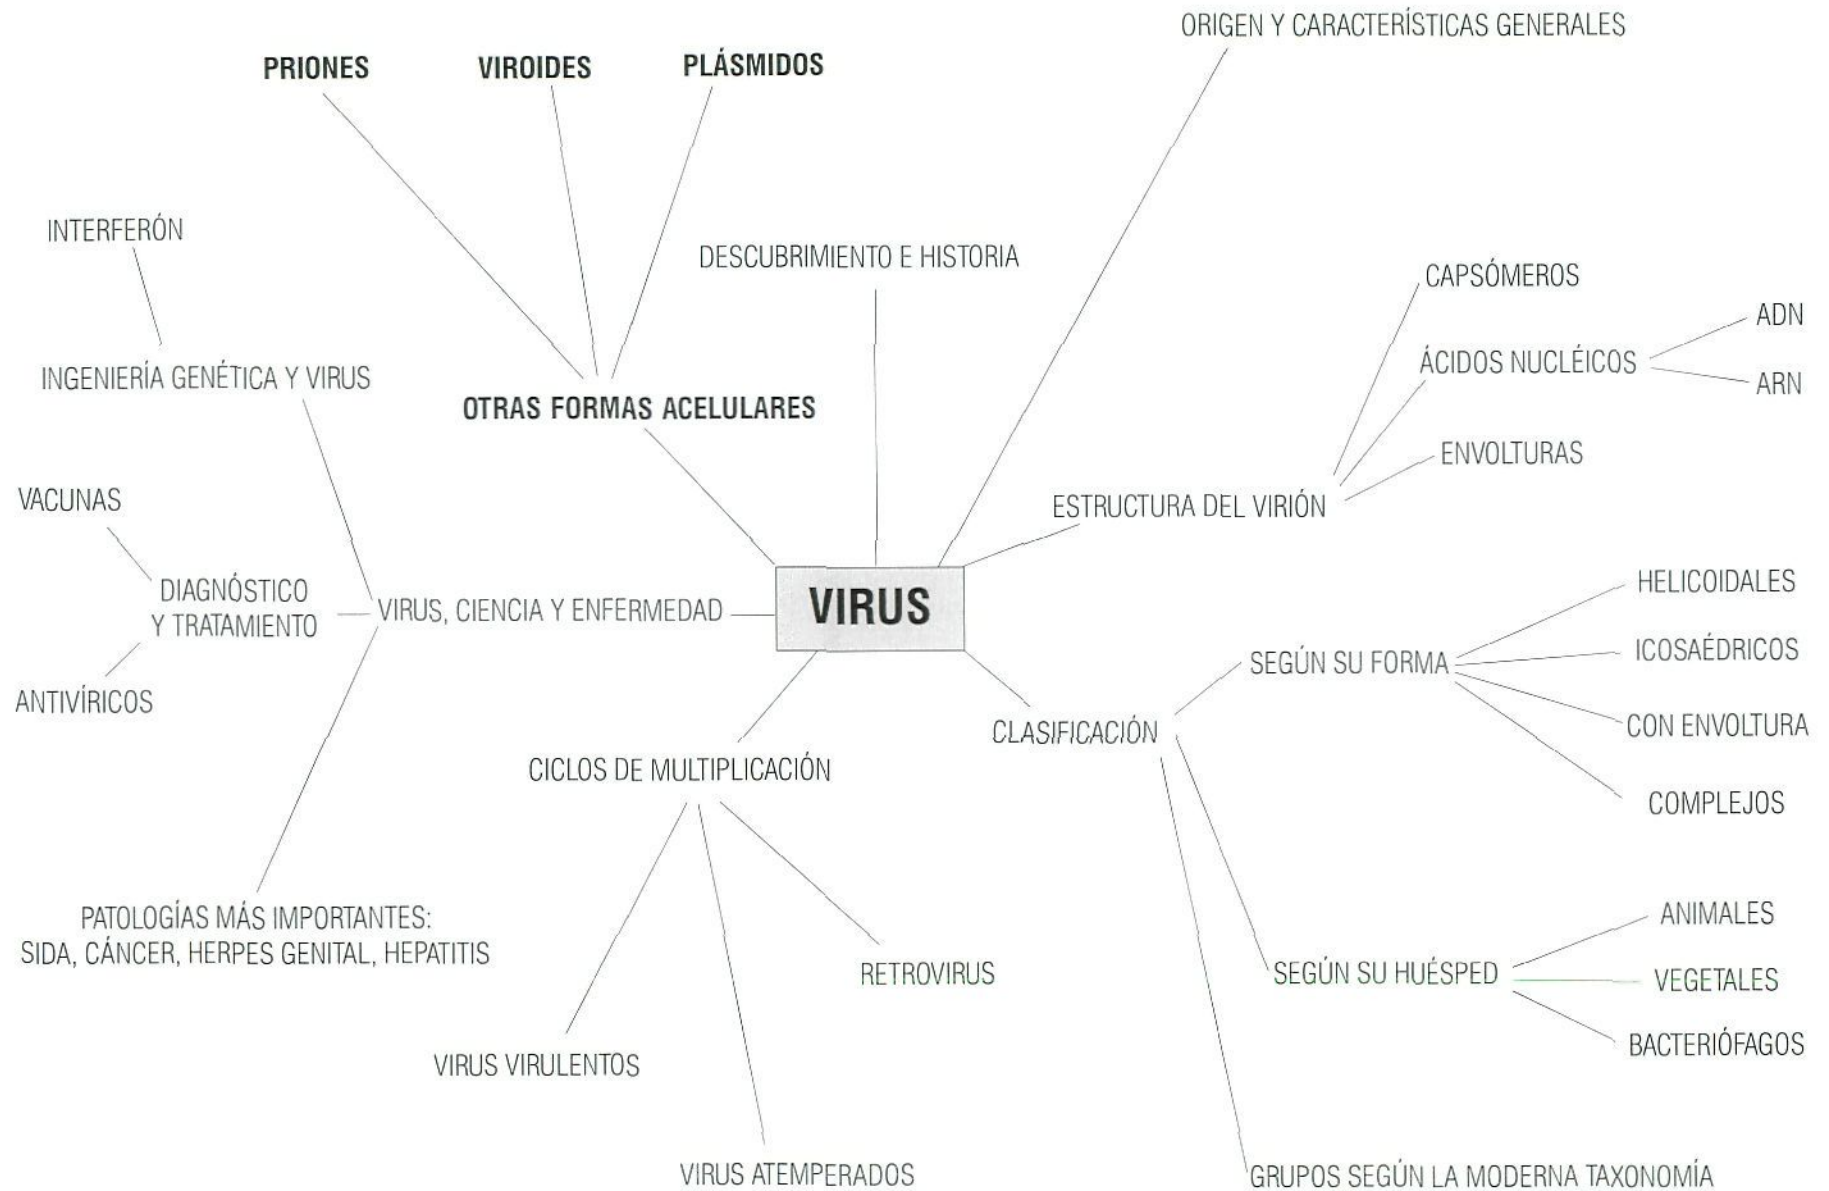 ORIGEN Y CARACTERÍSTICAS GENERALES
PRIONES
VIROIDES
PLÁSMIDOS
INTERFERÓN
DESCUBRIMIENTO E HISTORIA
CAPSÓMEROS
ADN
ÁCIDOS NUCLÉICOS
ARN
INGENIERÍA GENÉTICA Y VIRUS
OTRAS FORMAS ACELULARES
ENVOLTURAS
VACUNAS
ESTRUCTURA DEL VIRIÓN
DIAGNÓSTICO
Y TRATAMIENTO
VIRUS, CIENCIA Y ENFERMEDAD
VIRUS
HELICOIDALES
SEGÚN SU FORMA
ICOSAÉDRICOS
ANTIVÍRICOS
CLASIFICACIÓN
CON ENVOLTURA
CICLOS DE MULTIPLICACIÓN
COMPLEJOS
PATOLOGÍAS MÁS IMPORTANTES:
SIDA, CÁNCER, HERPES GENITAL, HEPATITIS
ANIMALES
RETROVIRUS
SEGÚN SU HUÉSPED
VEGETALES
BACTERIÓFAGOS
VIRUS VIRULENTOS
VIRUS ATEMPERADOS
GRUPOS SEGÚN LA MODERNA TAXONOMÍA